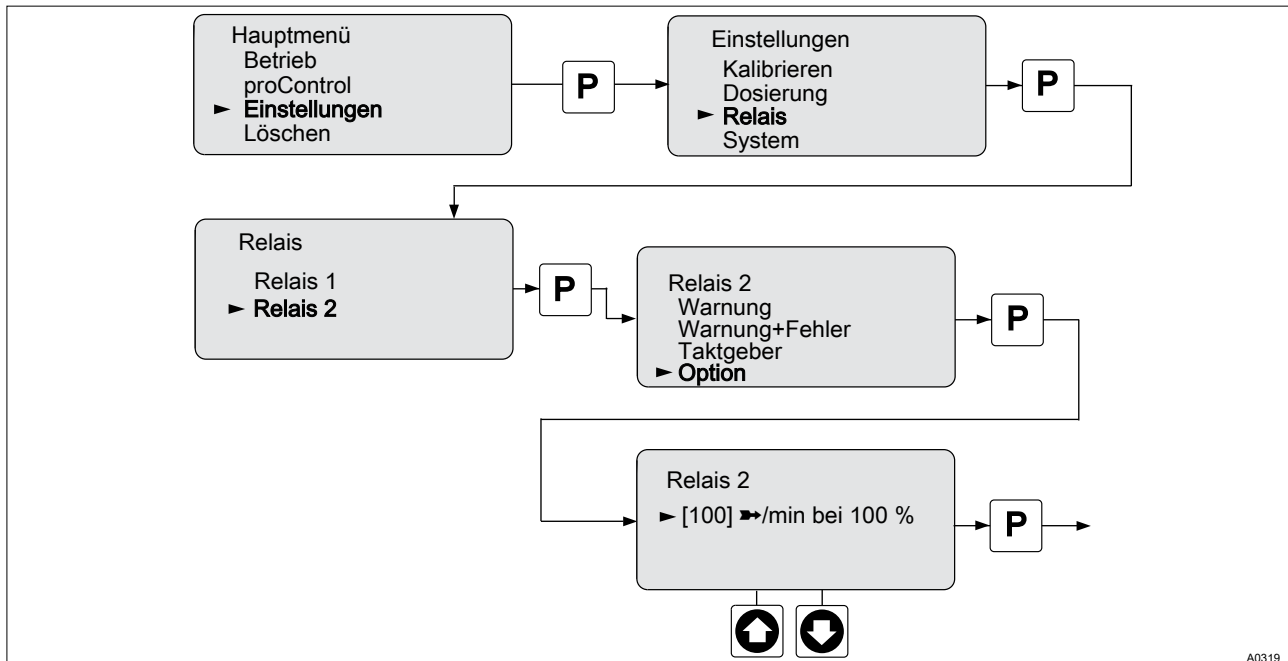 Hauptmenü
Betrieb
proControl
► Einstellungen
Löschen
P
Einstellungen
Kalibrieren
Dosierung
► Relais
System
P
Relais
Relais 1
► Relais 2
P
Relais 2
Warnung
Warnung+Fehler
Taktgeber
► Option
P
Relais 2
► [100] ➽/min bei 100 %
P
A0319